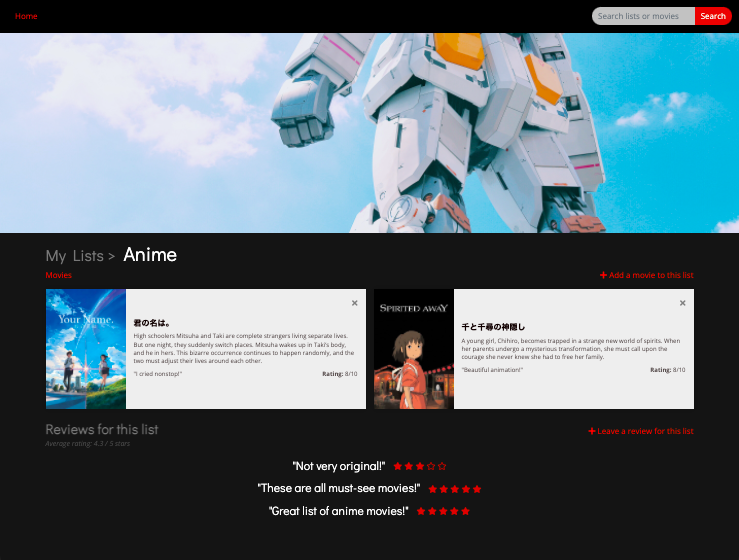 Home
Search lists or movies Search
My Lists > Anime
Movies
+ Add a movie to this list
Your Name.
×
君の名は。
High schoolers Mitsuha and Taki are complete strangers living separate lives.
But one night, they suddenly switch places. Mitsuha wakes up in Taki's body,
and he in hers. This bizarre occurrence continues to happen randomly, and the
two must adjust their lives around each other.
"I cried nonstop!" Rating: 8/10
SPIRITED AWAY
×
千と千尋の神隠し
A young girl, Chihiro, becomes trapped in a strange new world of spirits. When
her parents undergo a mysterious transformation, she must call upon the
courage she never knew she had to free her family.
"Beautiful animation!" Rating: 8/10
Reviews for this list
+ Leave a review for this list
Average rating: 4.3 / 5 stars
"Not very original!" ★★★☆☆
"These are all must-see movies!" ★★★★★
"Great list of anime movies!" ★★★★★